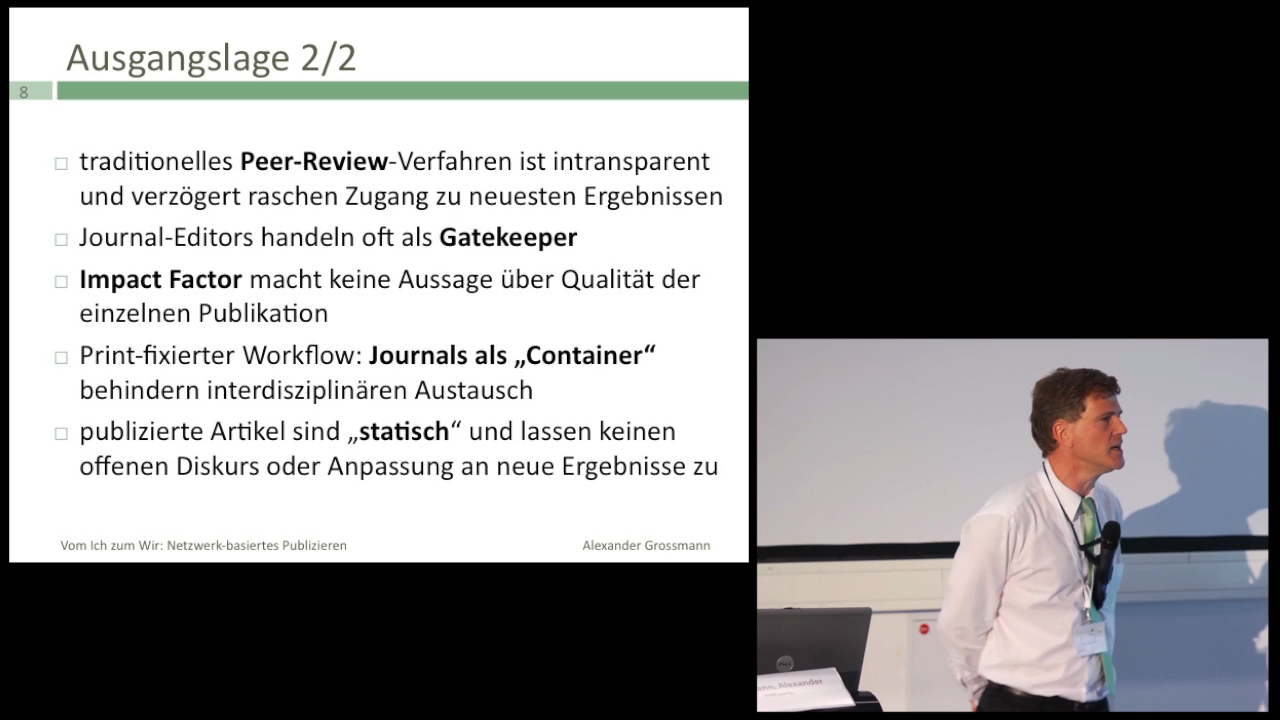 Ausgangslage 2/2
8
traditionelles Peer-Review-Verfahren ist intransparent
und verzögert raschen Zugang zu neuesten Ergebnissen
Journal-Editors handeln oft als Gatekeeper
Impact Factor macht keine Aussage über Qualität der
einzelnen Publikation
Print-fixierter Workflow: Journals als „Container“
behindern interdisziplinären Austausch
publizierte Artikel sind „statisch“ und lassen keinen
offenen Diskurs oder Anpassung an neue Ergebnisse zu
Vom Ich zum Wir: Netzwerk-basiertes Publizieren
Alexander Grossmann
DELL
Alexander